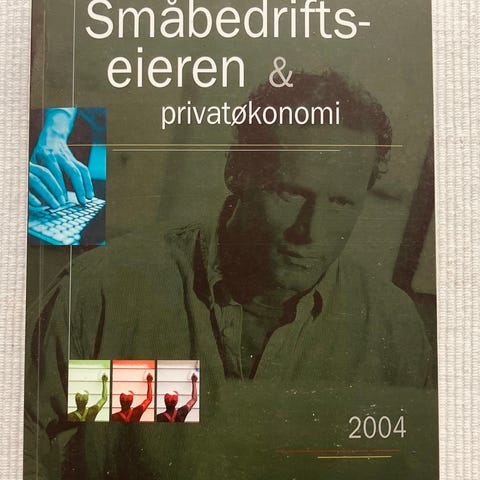 Småbedrifts-
eieren &
privatøkonomi
2004